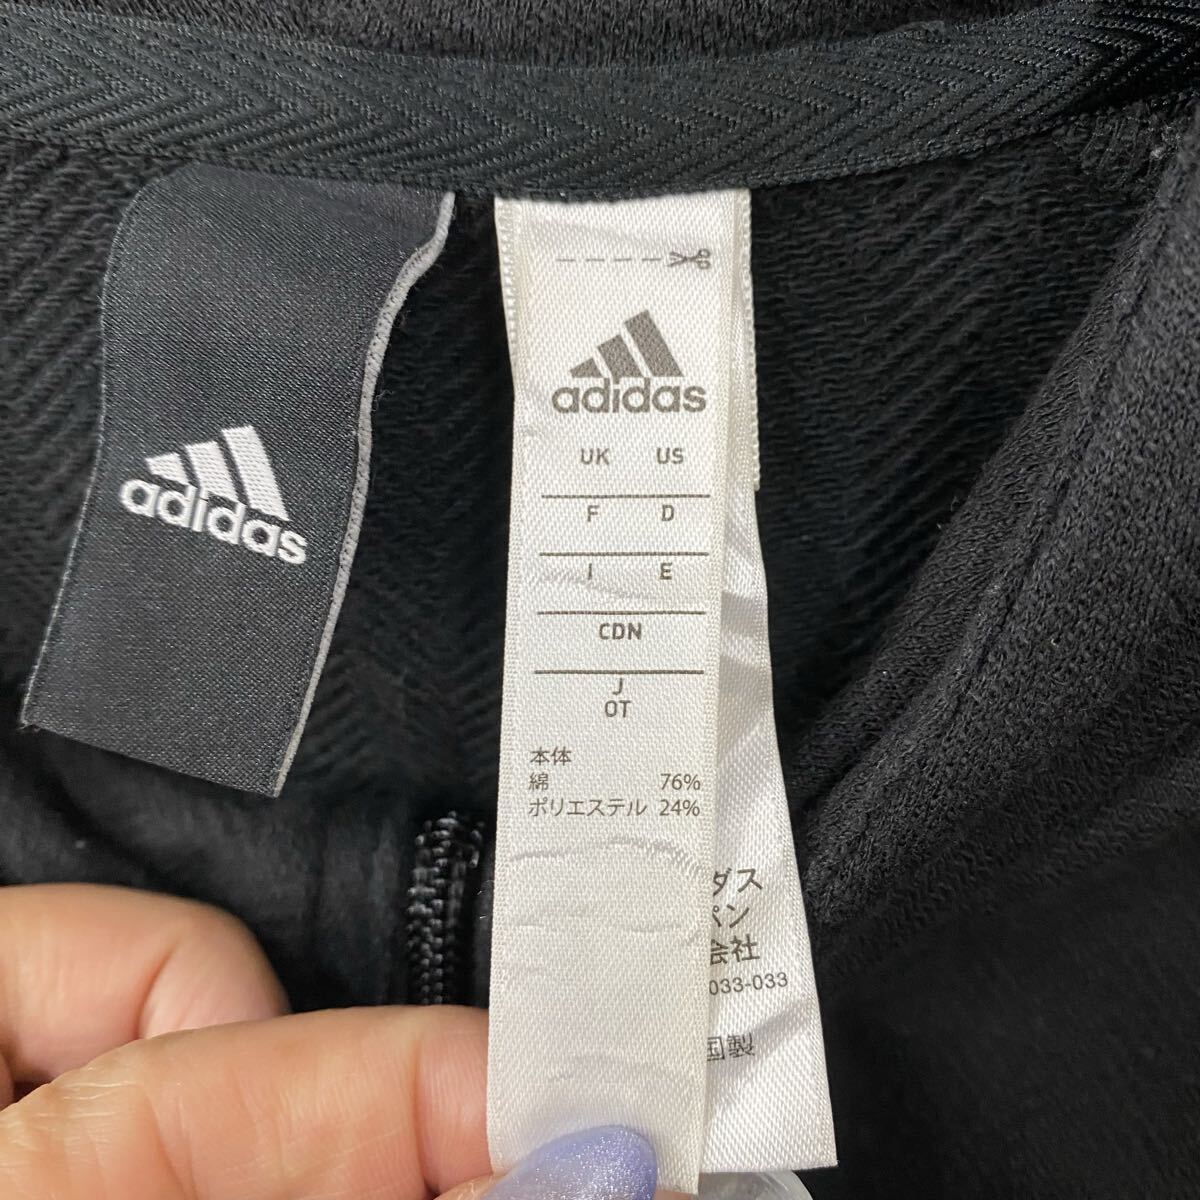 adidas
adidas
UK US
F D
I E
CDN
J
OT
本体
綿 76%
ポリエステル 24%
ダス
パン
会社
033-033
国製